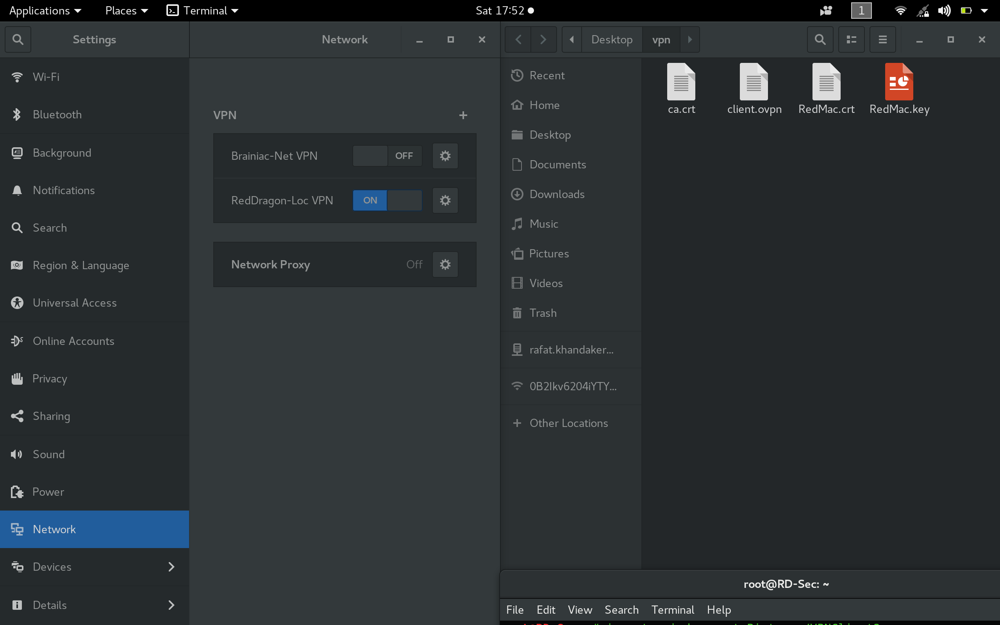 Applications Places Terminal Sat 17:52 1
Settings Network
Wi-Fi
Bluetooth
Background
Notifications
Search
Region & Language
Universal Access
Online Accounts
Privacy
Sharing
Sound
Power
Network
Devices
Details
VPN +
Brainiac-Net VPN OFF
RedDragon-Loc VPN ON
Network Proxy Off
Desktop vpn
Recent
Home
Desktop
Documents
Downloads
Music
Pictures
Videos
Trash
rafat.khandaker...
0B2Ikv6204iYTY...
+ Other Locations
ca.crt client.ovpn RedMac.crt RedMac.key
root@RD-Sec: ~
File Edit View Search Terminal Help